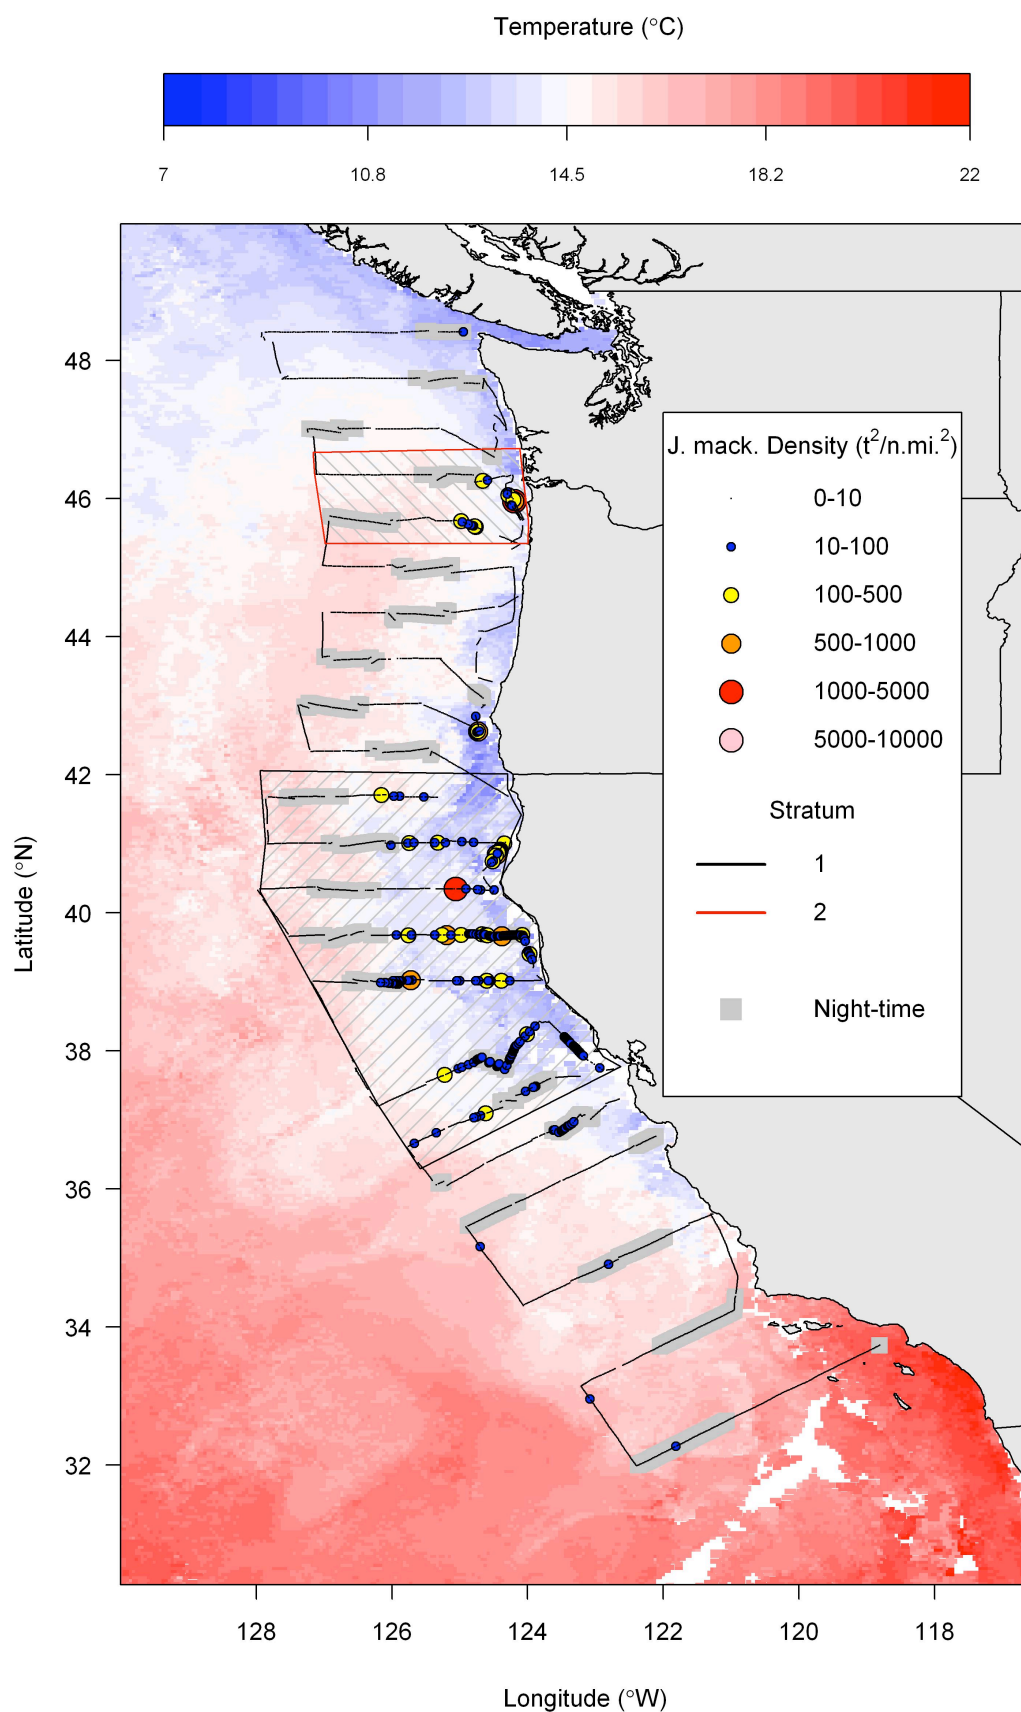 Temperature (°C)
7 10.8 14.5 18.2 22
J. mack. Density (t²/n.mi.²)
0-10
10-100
100-500
500-1000
1000-5000
5000-10000
Stratum
1
2
Night-time
Latitude (°N)
48
46
44
42
40
38
36
34
32
128 126 124 122 120 118
Longitude (°W)